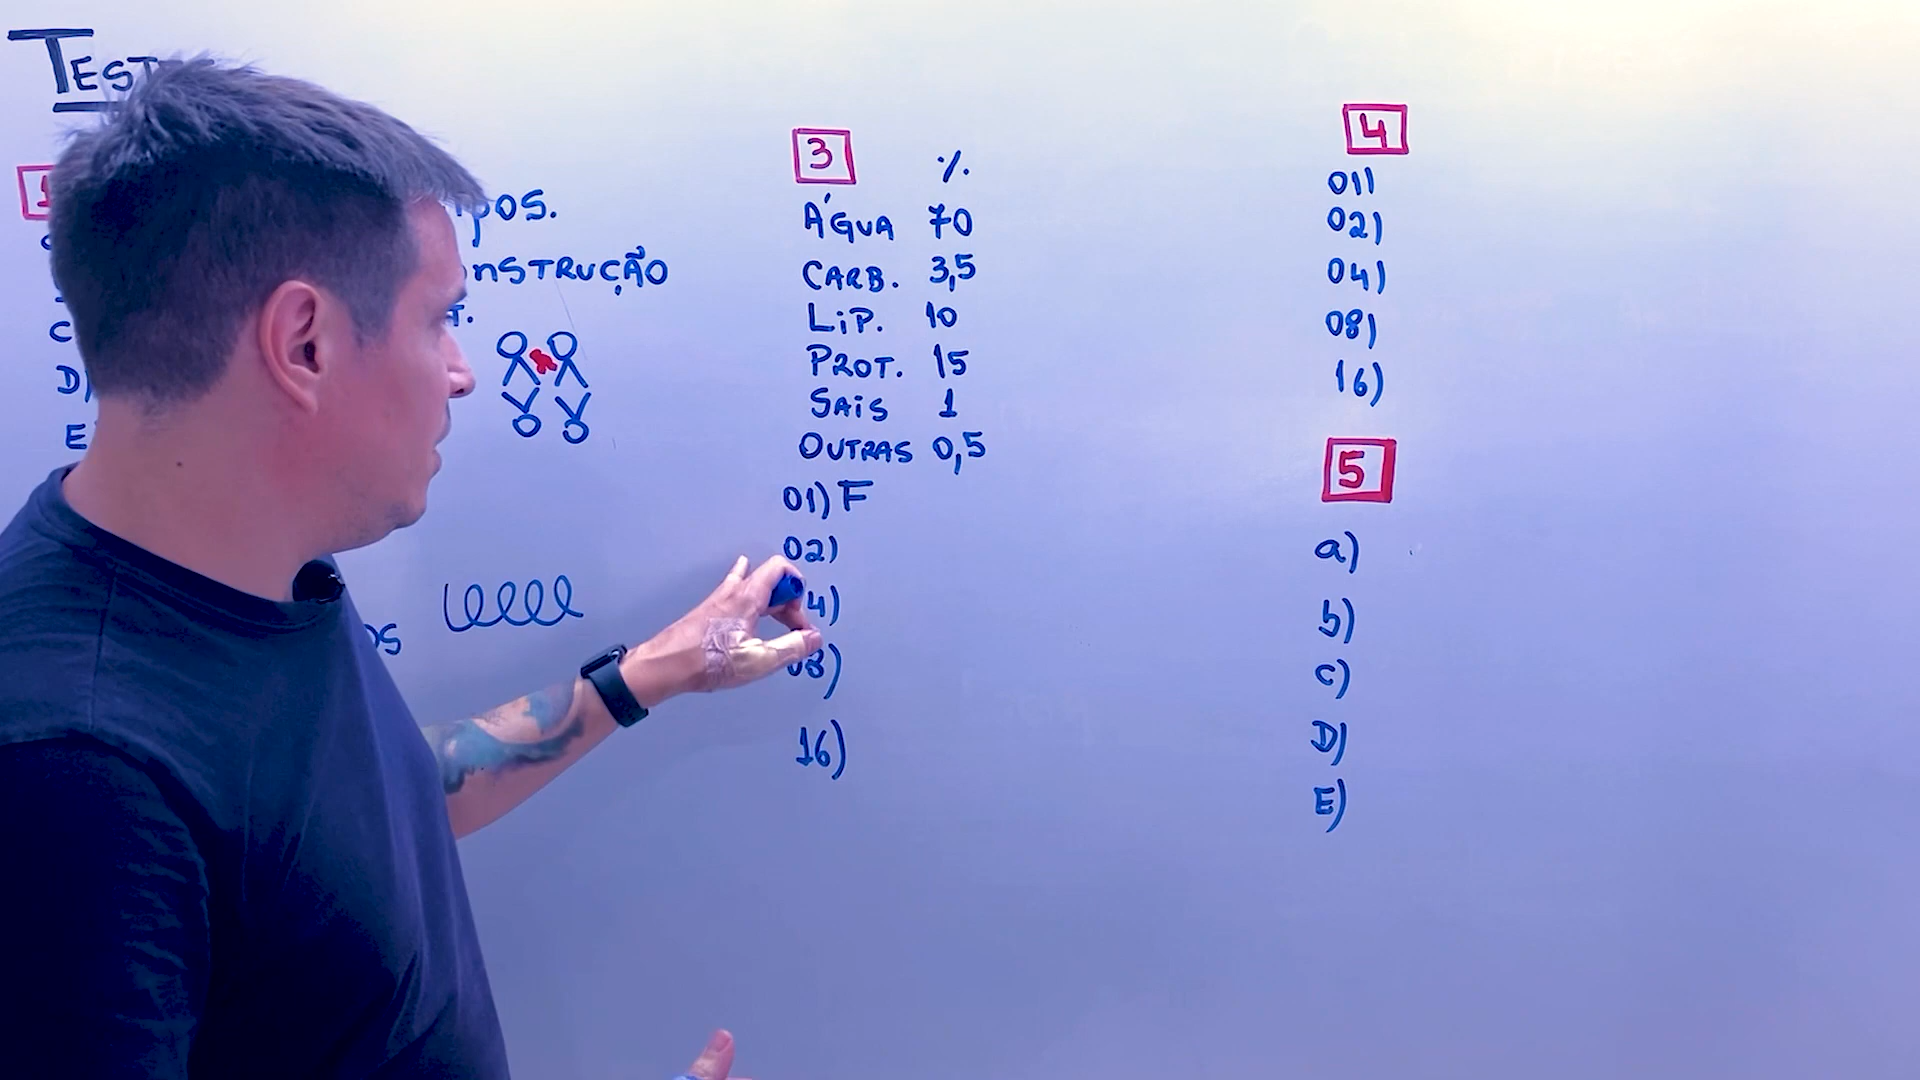 3
%
ÁGUA 70
CARB. 3,5
LiP. 10
PROT. 15
SAiS 1
OUTRAS 0,5
01) F
02)
4)
08)
16)
4
01)
02)
04)
08)
16)
5
a)
b)
c)
D)
E)